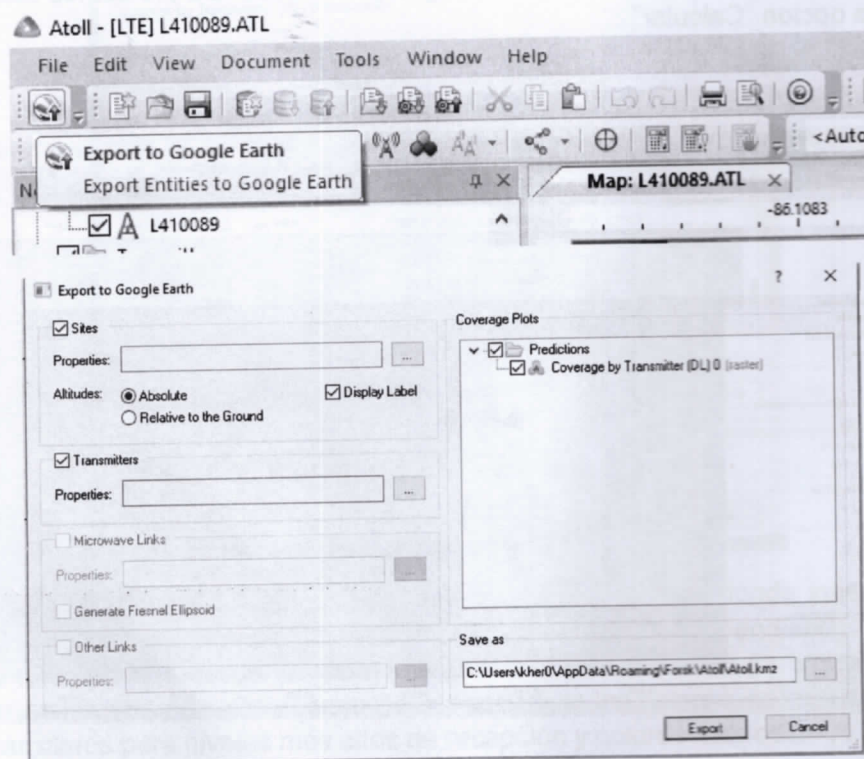 Atoll - [LTE] L410089.ATL
File Edit View Document Tools Window Help
<Auto
Export to Google Earth
Export Entities to Google Earth
Map: L410089.ATL
L410089
-86.1083
Export to Google Earth
Sites
Properties:
Altitudes: Absolute
Display Label
Relative to the Ground
Transmitters
Properties:
Microwave Links
Properties:
Generate Fresnel Ellipsoid
Other Links
Properties:
Coverage Plots
Predictions
Coverage by Transmitter (DL) 0 (raster)
Save as
C:\Users\kher0\AppData\Roaming\Forsk\Atoll\Atoll.kmz
Export Cancel